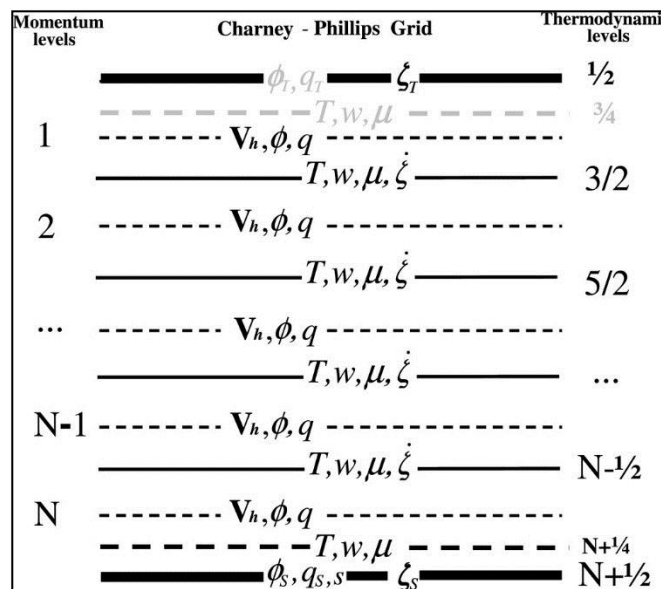 Momentum levels Charney - Phillips Grid Thermodynami levels
ϕT, qT ζT ½
T, w, μ ¾
1 Vh, ϕ, q
T, w, μ, ζ̇ 3/2
2 Vh, ϕ, q
T, w, μ, ζ̇ 5/2
... Vh, ϕ, q
T, w, μ, ζ̇ ...
N-1 Vh, ϕ, q
T, w, μ, ζ̇ N-½
N Vh, ϕ, q
T, w, μ N+¼
ϕS, qS, s ζS N+½